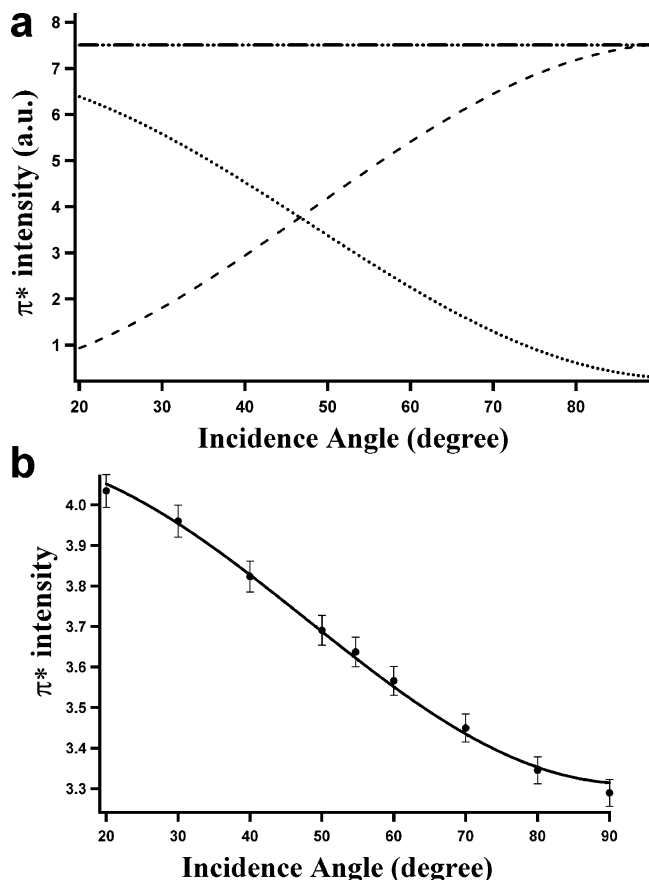 a
π* intensity (a.u.)
8
7
6
5
4
3
2
1
20 30 40 50 60 70 80
Incidence Angle (degree)
b
π* intensity
4.0
3.9
3.8
3.7
3.6
3.5
3.4
3.3
20 30 40 50 60 70 80 90
Incidence Angle (degree)